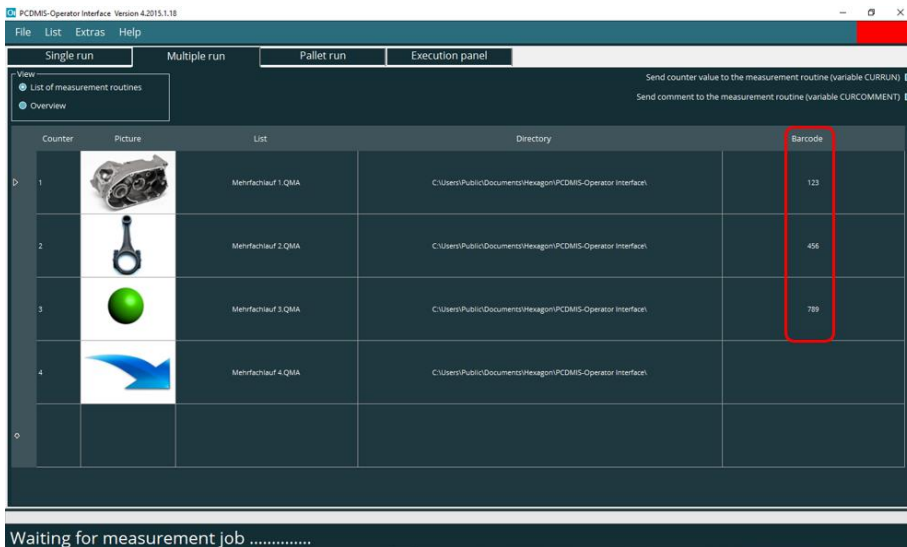 PCDMIS-Operator Interface Version 4.2015.1.18
File List Extras Help
Single run Multiple run Pallet run Execution panel
View
List of measurement routines
Overview
Send counter value to the measurement routine (variable CURRUN)
Send comment to the measurement routine (variable CURCOMMENT)
Counter Picture List Directory Barcode
1 Mehrfachlauf 1.QMA C:\Users\Public\Documents\Hexagon\PCDMIS-Operator Interface\ 123
2 Mehrfachlauf 2.QMA C:\Users\Public\Documents\Hexagon\PCDMIS-Operator Interface\ 456
3 Mehrfachlauf 3.QMA C:\Users\Public\Documents\Hexagon\PCDMIS-Operator Interface\ 789
4 Mehrfachlauf 4.QMA C:\Users\Public\Documents\Hexagon\PCDMIS-Operator Interface\
Waiting for measurement job ..............